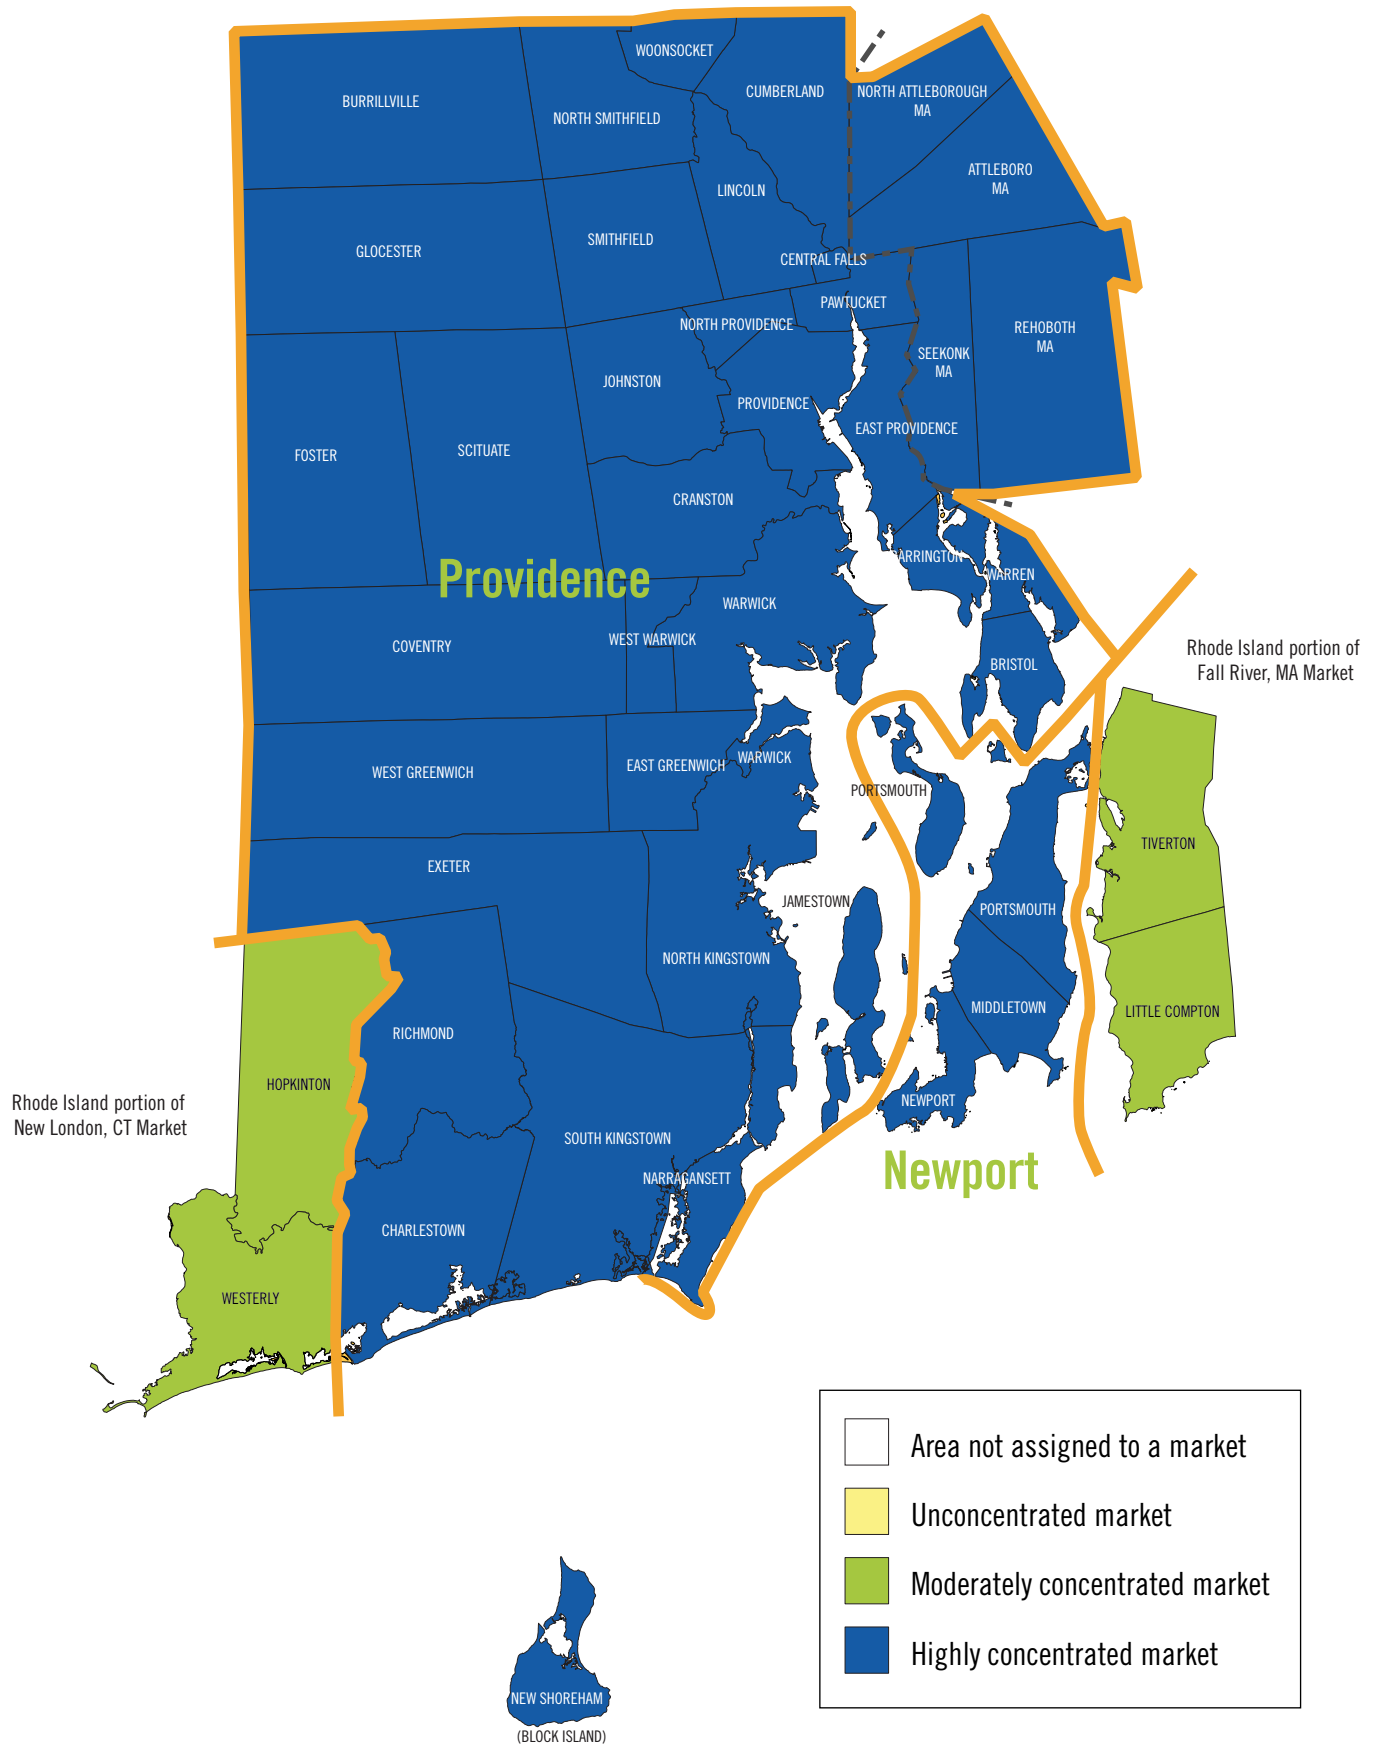 WOONSOCKET
CUMBERLAND
NORTH ATTLEBOROUGH
MA
BURRILLVILLE
NORTH SMITHFIELD
ATTLEBORO
MA
LINCOLN
SMITHFIELD
GLOCESTER
CENTRAL FALLS
PAWTUCKET
NORTH PROVIDENCE
REHOBOTH
MA
SEEKONK
MA
JOHNSTON
PROVIDENCE
EAST PROVIDENCE
SCITUATE
FOSTER
CRANSTON
BARRINGTON
WARREN
Providence
WARWICK
WEST WARWICK
COVENTRY
BRISTOL
Rhode Island portion of
Fall River, MA Market
WEST GREENWICH
EAST GREENWICH
WARWICK
PORTSMOUTH
TIVERTON
EXETER
JAMESTOWN
PORTSMOUTH
NORTH KINGSTOWN
MIDDLETOWN
LITTLE COMPTON
RICHMOND
HOPKINTON
Rhode Island portion of
New London, CT Market
NEWPORT
SOUTH KINGSTOWN
Newport
NARRAGANSETT
CHARLESTOWN
WESTERLY
Area not assigned to a market
Unconcentrated market
Moderately concentrated market
Highly concentrated market
NEW SHOREHAM
(BLOCK ISLAND)